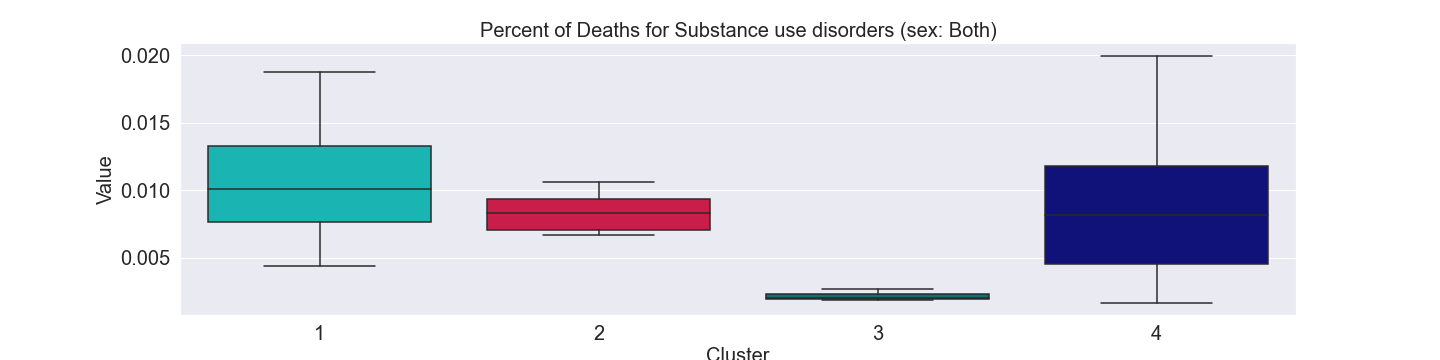 Percent of Deaths for Substance use disorders (sex: Both)
0.020
0.015
0.010
0.005
Value
1 2 3 4
Cluster